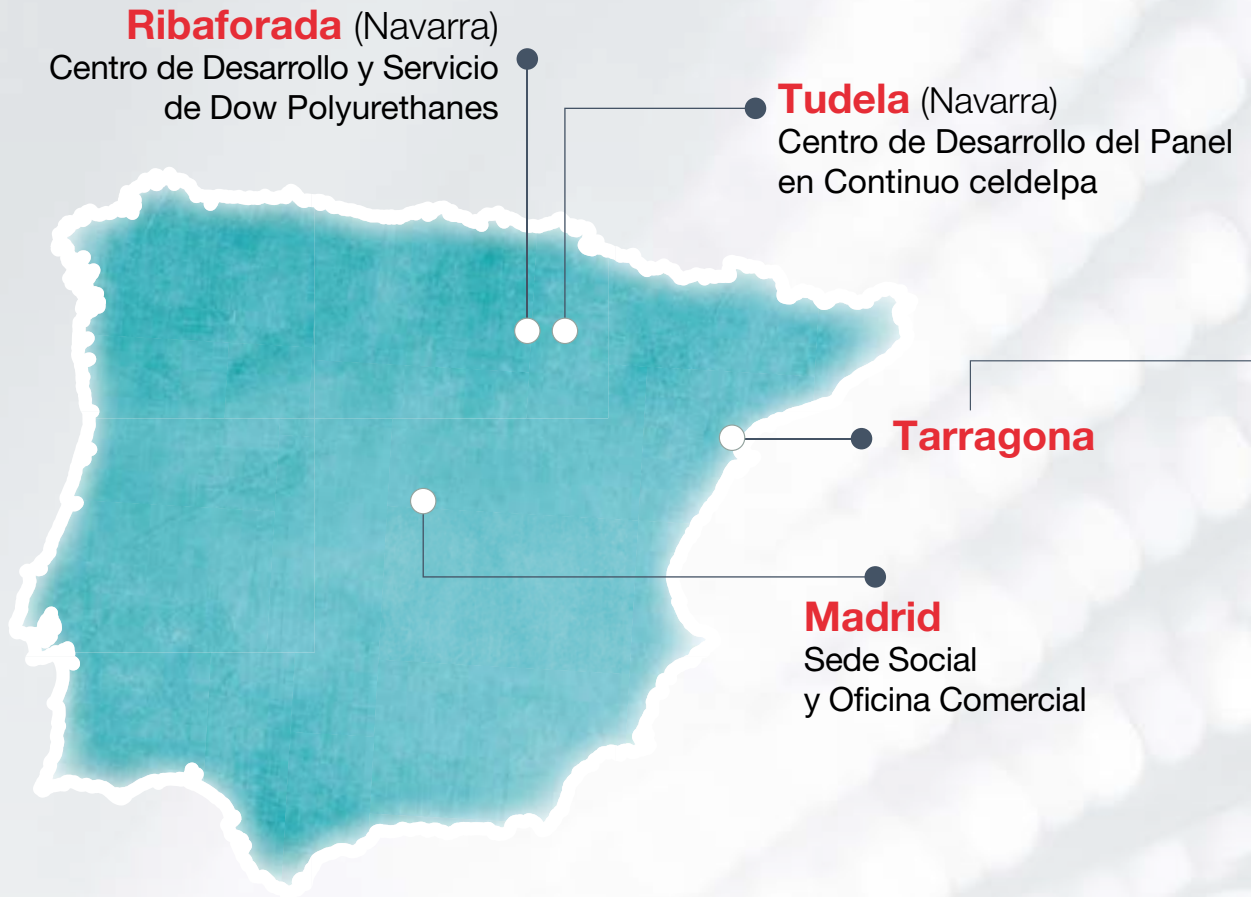 Ribaforada (Navarra)
Centro de Desarrollo y Servicio
de Dow Polyurethanes
Tudela (Navarra)
Centro de Desarrollo del Panel
en Continuo celdelpa
Tarragona
Madrid
Sede Social
y Oficina Comercial